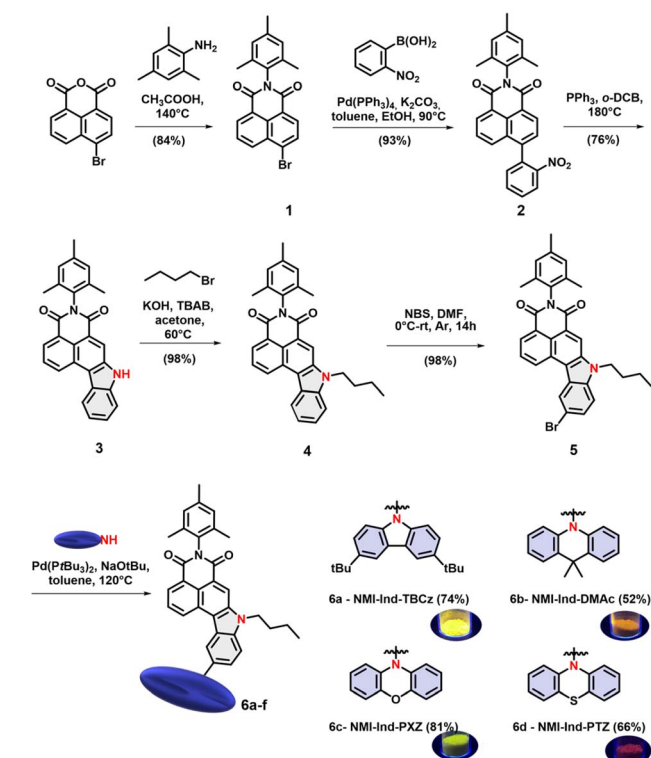 O O O
Br
NH2
CH3COOH,
140°C
(84%)
O N O
Br
1
B(OH)2
NO2
Pd(PPh3)4, K2CO3,
toluene, EtOH, 90°C
(93%)
O N O
NO2
2
PPh3, o-DCB,
180°C
(76%)
O N O
NH
3
Br
KOH, TBAB,
acetone,
60°C
(98%)
O N O
N
4
NBS, DMF,
0°C-rt, Ar, 14h
(98%)
O N O
N
Br
5
NH
Pd(PtBu3)2, NaOtBu,
toluene, 120°C
O N O
N
6a-f
N
tBu tBu
6a - NMI-Ind-TBCz (74%)
N
6b- NMI-Ind-DMAc (52%)
N
O
6c- NMI-Ind-PXZ (81%)
N
S
6d - NMI-Ind-PTZ (66%)